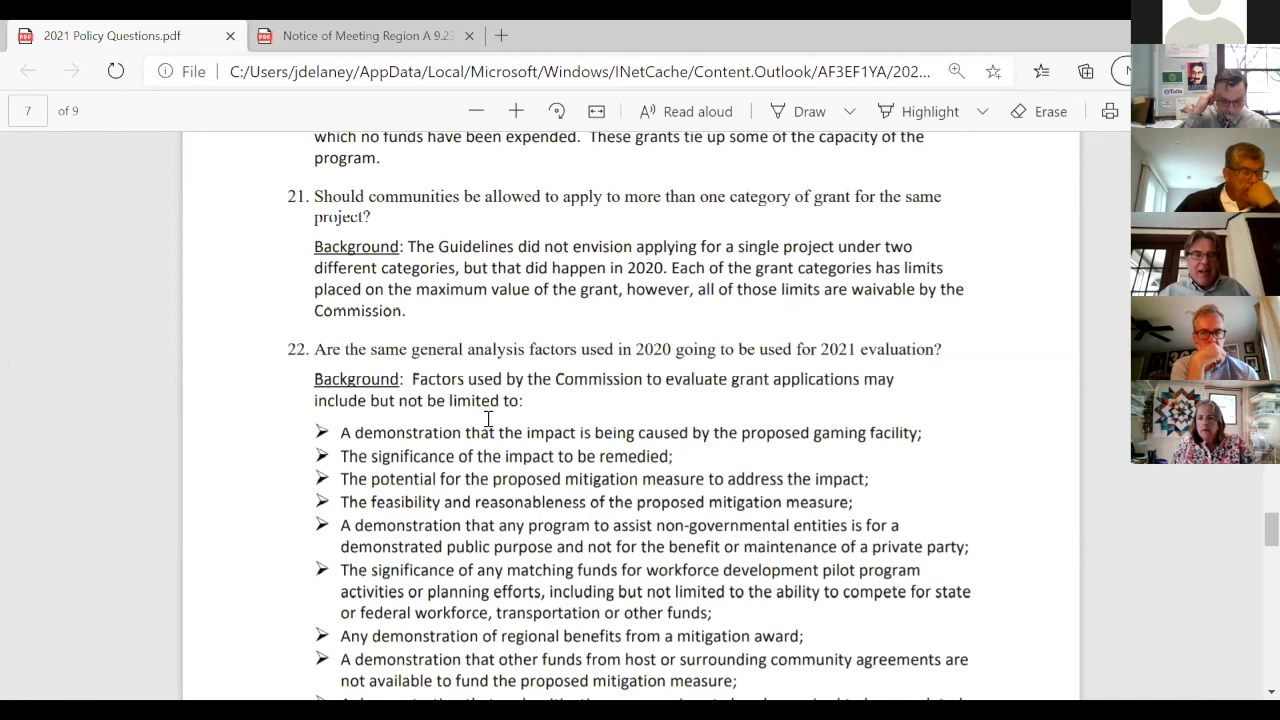 2021 Policy Questions.pdf
Notice of Meeting Region A 9.23
File
C:/Users/jdelaney/AppData/Local/Microsoft/Windows/INetCache/Content.Outlook/AF3EF1YA/202...
7 of 9
Read aloud
Draw
Highlight
Erase
which no funds have been expended. These grants tie up some of the capacity of the
program.
21. Should communities be allowed to apply to more than one category of grant for the same
project?
Background: The Guidelines did not envision applying for a single project under two
different categories, but that did happen in 2020. Each of the grant categories has limits
placed on the maximum value of the grant, however, all of those limits are waivable by the
Commission.
22. Are the same general analysis factors used in 2020 going to be used for 2021 evaluation?
Background: Factors used by the Commission to evaluate grant applications may
include but not be limited to:
➢ A demonstration that the impact is being caused by the proposed gaming facility;
➢ The significance of the impact to be remedied;
➢ The potential for the proposed mitigation measure to address the impact;
➢ The feasibility and reasonableness of the proposed mitigation measure;
➢ A demonstration that any program to assist non-governmental entities is for a
demonstrated public purpose and not for the benefit or maintenance of a private party;
➢ The significance of any matching funds for workforce development pilot program
activities or planning efforts, including but not limited to the ability to compete for state
or federal workforce, transportation or other funds;
➢ Any demonstration of regional benefits from a mitigation award;
➢ A demonstration that other funds from host or surrounding community agreements are
not available to fund the proposed mitigation measure;
Tufts